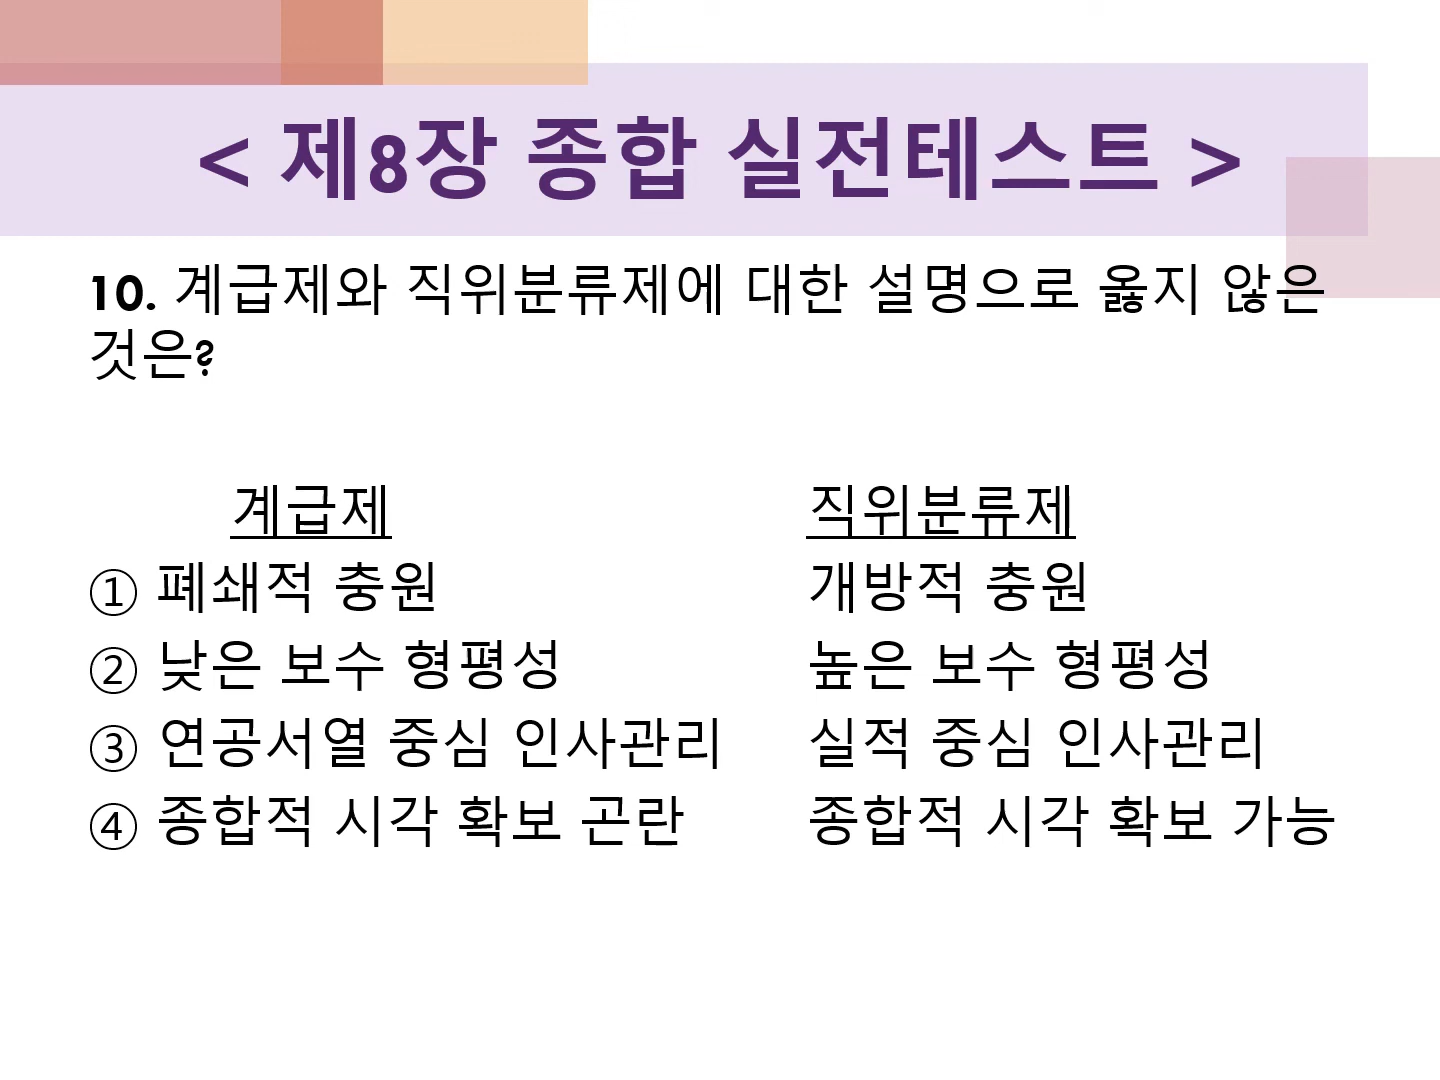 < 제8장 종합 실전테스트 >
10. 계급제와 직위분류제에 대한 설명으로 옳지 않은
것은?
계급제 직위분류제
① 폐쇄적 충원 개방적 충원
② 낮은 보수 형평성 높은 보수 형평성
③ 연공서열 중심 인사관리 실적 중심 인사관리
④ 종합적 시각 확보 곤란 종합적 시각 확보 가능